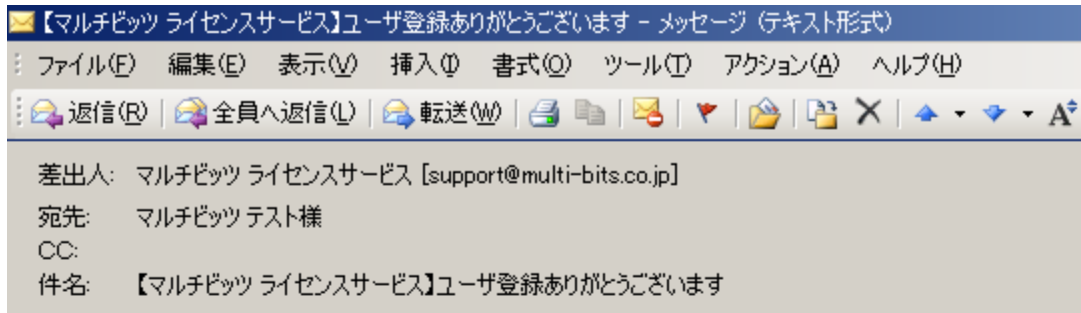 【マルチビッツ ライセンスサービス】ユーザ登録ありがとうございます - メッセージ (テキスト形式)
ファイル(F) 編集(E) 表示(V) 挿入(I) 書式(O) ツール(T) アクション(A) ヘルプ(H)
返信(R) 全員へ返信(L) 転送(W) A
差出人: マルチビッツ ライセンスサービス [support@multi-bits.co.jp]
宛先: マルチビッツ テスト様
CC:
件名: 【マルチビッツ ライセンスサービス】ユーザ登録ありがとうございます